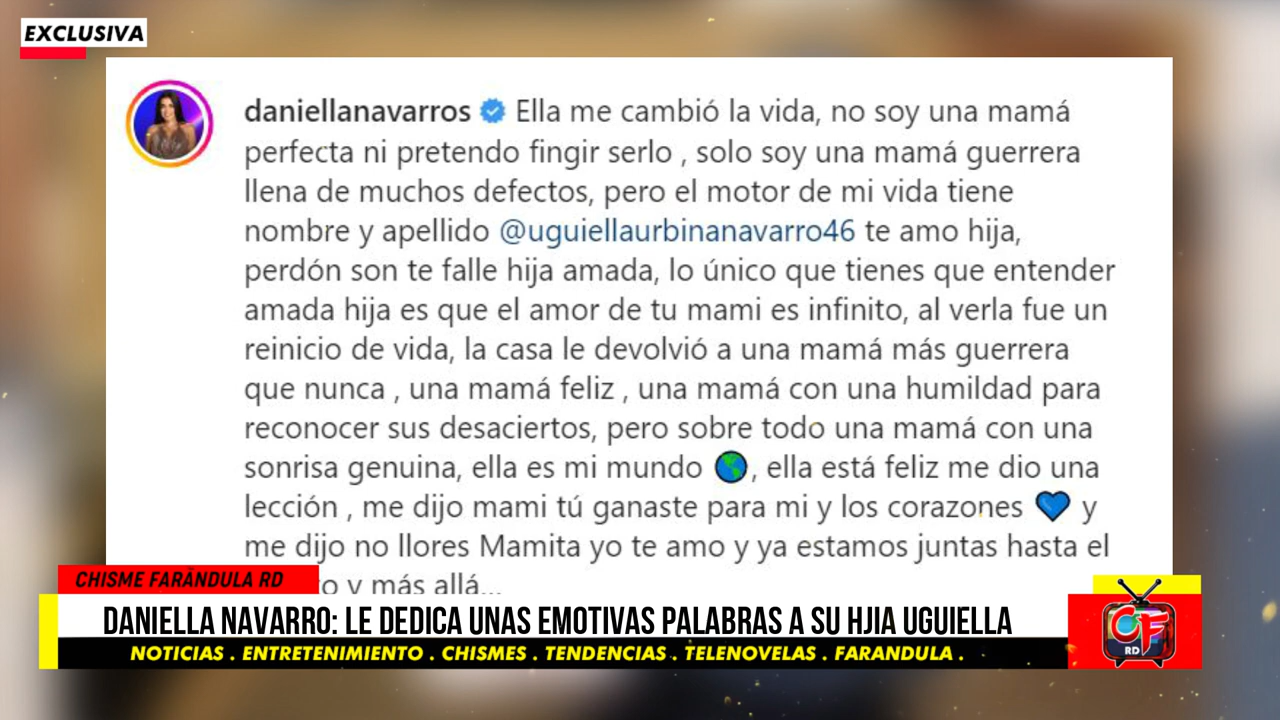 EXCLUSIVA
daniellanavarros Ella me cambió la vida, no soy una mamá
perfecta ni pretendo fingir serlo , solo soy una mamá guerrera
llena de muchos defectos, pero el motor de mi vida tiene
nombre y apellido @uguiellaurbinanavarro46 te amo hija,
perdón son te falle hija amada, lo único que tienes que entender
amada hija es que el amor de tu mami es infinito, al verla fue un
reinicio de vida, la casa le devolvió a una mamá más guerrera
que nunca , una mamá feliz , una mamá con una humildad para
reconocer sus desaciertos, pero sobre todo una mamá con una
sonrisa genuina, ella es mi mundo 🌎, ella está feliz me dio una
lección , me dijo mami tú ganaste para mi y los corazones 💙 y
me dijo no llores Mamita yo te amo y ya estamos juntas hasta el
y más allá...
CHISME FARÃNDULA RD
DANIELLA NAVARRO: LE DEDICA UNAS EMOTIVAS PALABRAS A SU HJIA UGUIELLA
NOTICIAS . ENTRETENIMIENTO . CHISMES . TENDENCIAS . TELENOVELAS . FARANDULA .
CF
RD